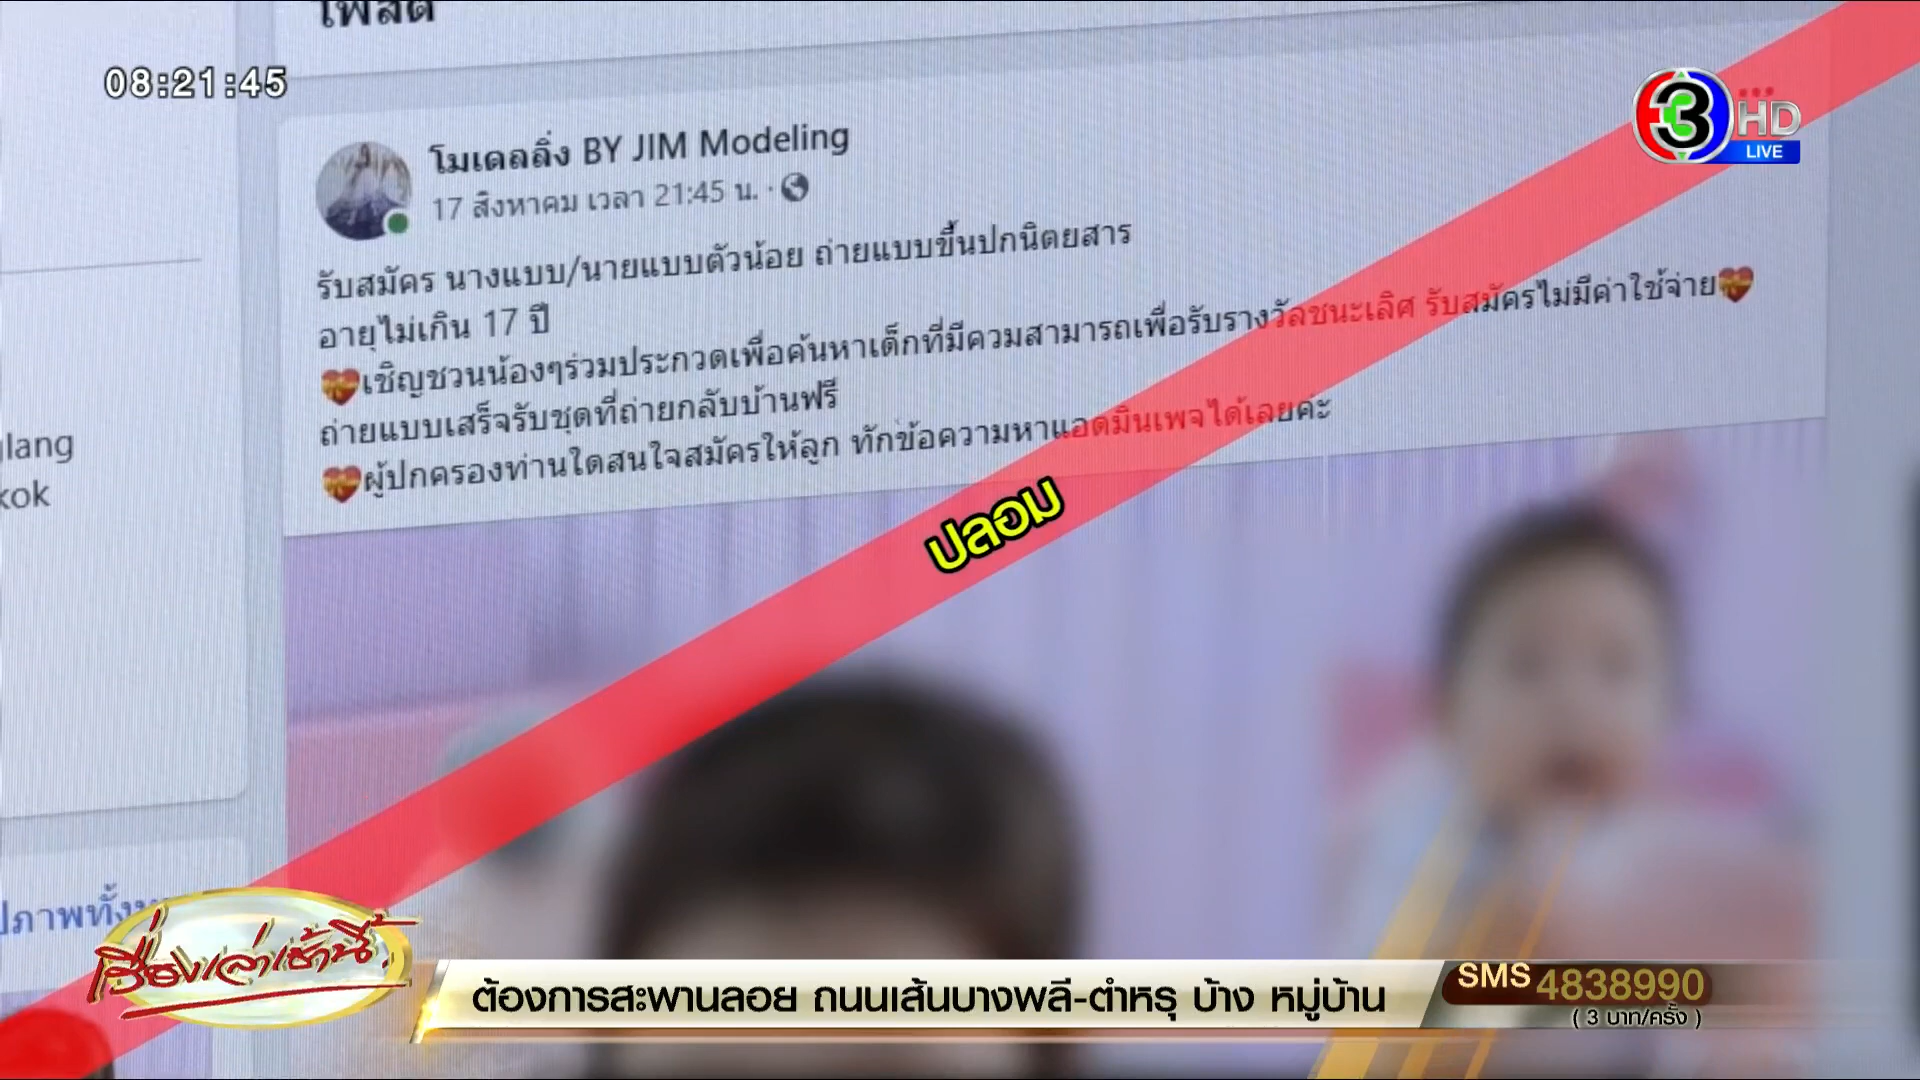 โพสต์
08:21:45
3 HD
LIVE
โมเดลลิ่ง BY JIM Modeling
17 สิงหาคม เวลา 21:45 น.
รับสมัคร นางแบบ/นายแบบตัวน้อย ถ่ายแบบขึ้นปกนิตยสาร
อายุไม่เกิน 17 ปี
เชิญชวนน้องๆร่วมประกวดเพื่อค้นหาเด็กที่มีควมสามารถเพื่อรับรางวัลชนะเลิศ รับสมัครไม่มีค่าใช้จ่าย
ถ่ายแบบเสร็จรับชุดที่ถ่ายกลับบ้านฟรี
ผู้ปกครองท่านใดสนใจสมัครให้ลูก ทักข้อความหาแอดมินเพจได้เลยค่ะ
lang
kok
ปลอม
ปภาพทั้งห
เรื่องเล่าเช้านี้
ต้องการสะพานลอย ถนนเส้นบางพลี-ตำหรุ บ้าง หมู่บ้าน
SMS 4838990
( 3 บาท/ครั้ง )